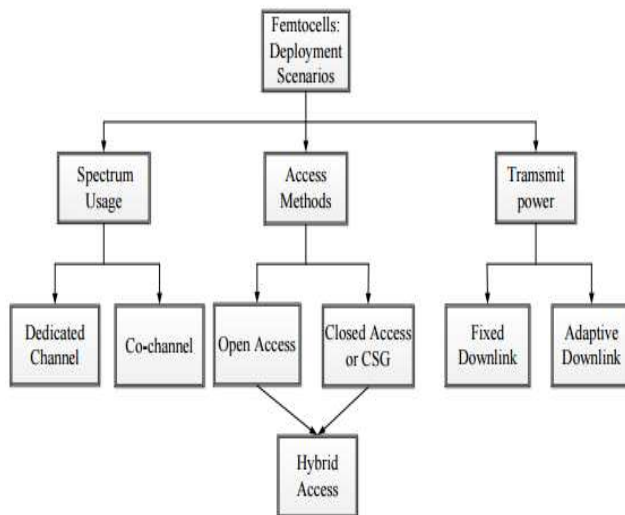 Femtocells:
Deployment
Scenarios
Spectrum
Usage
Access
Methods
Tramsmit
power
Dedicated
Channel
Co-channel
Open Access
Closed Access
or CSG
Fixed
Downlink
Adaptive
Downlink
Hybrid
Access